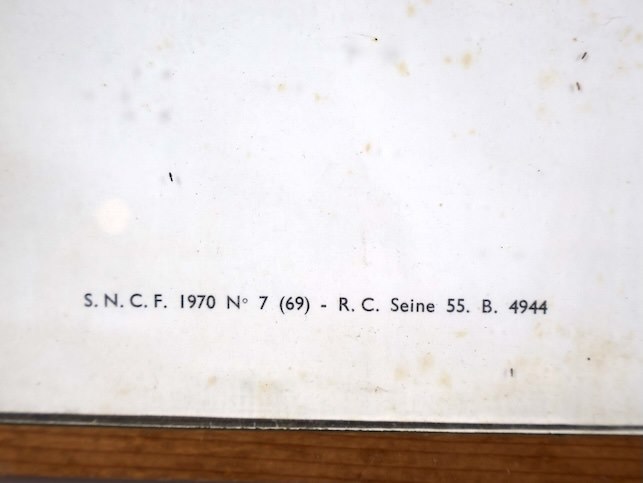 S. N. C. F. 1970 N° 7 (69) - R. C. Seine 55. B. 4944